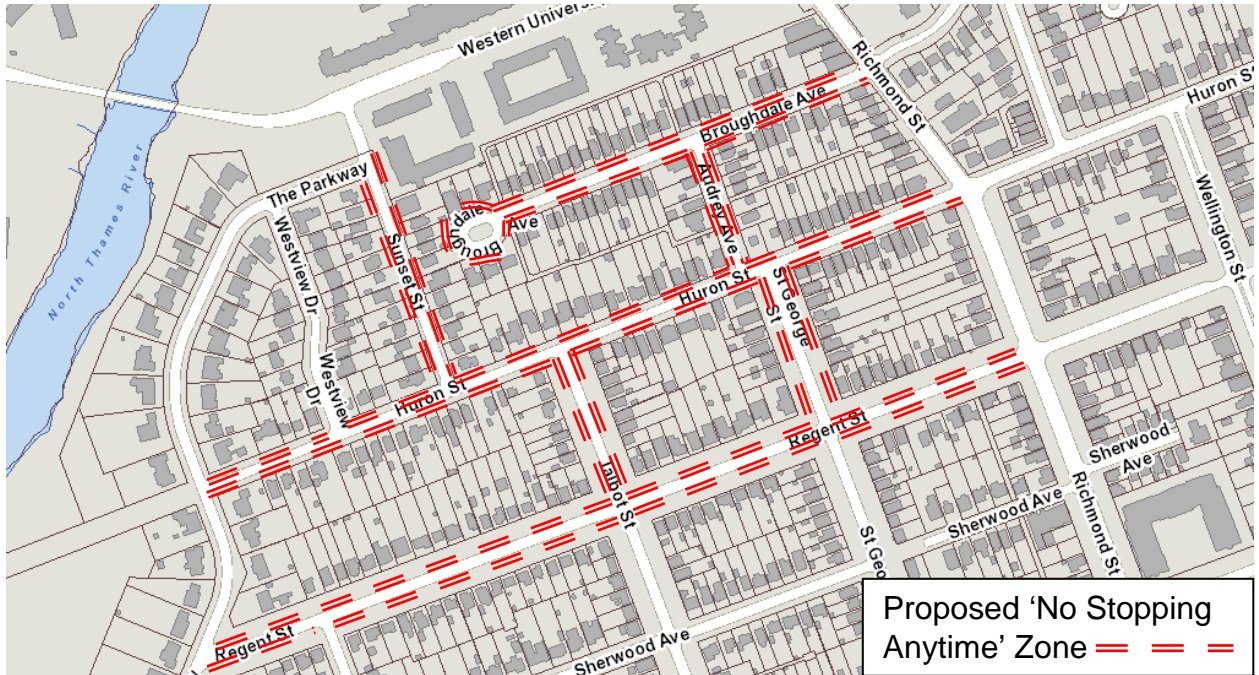 Western Universi
Richmond St
Huron St
Broughdale Ave
The Parkway
Audrey Ave
North Thames River
Wellington St
Broughdale
Ave
Westview Dr
Sunset St
Huron St
St George
St
Westview
Dr
Huron St
Regent St
Talbot St
Sherwood
Ave
Richmond St
Sherwood Ave
St Geo
Regent St
Sherwood Ave
Proposed ‘No Stopping
Anytime’ Zone